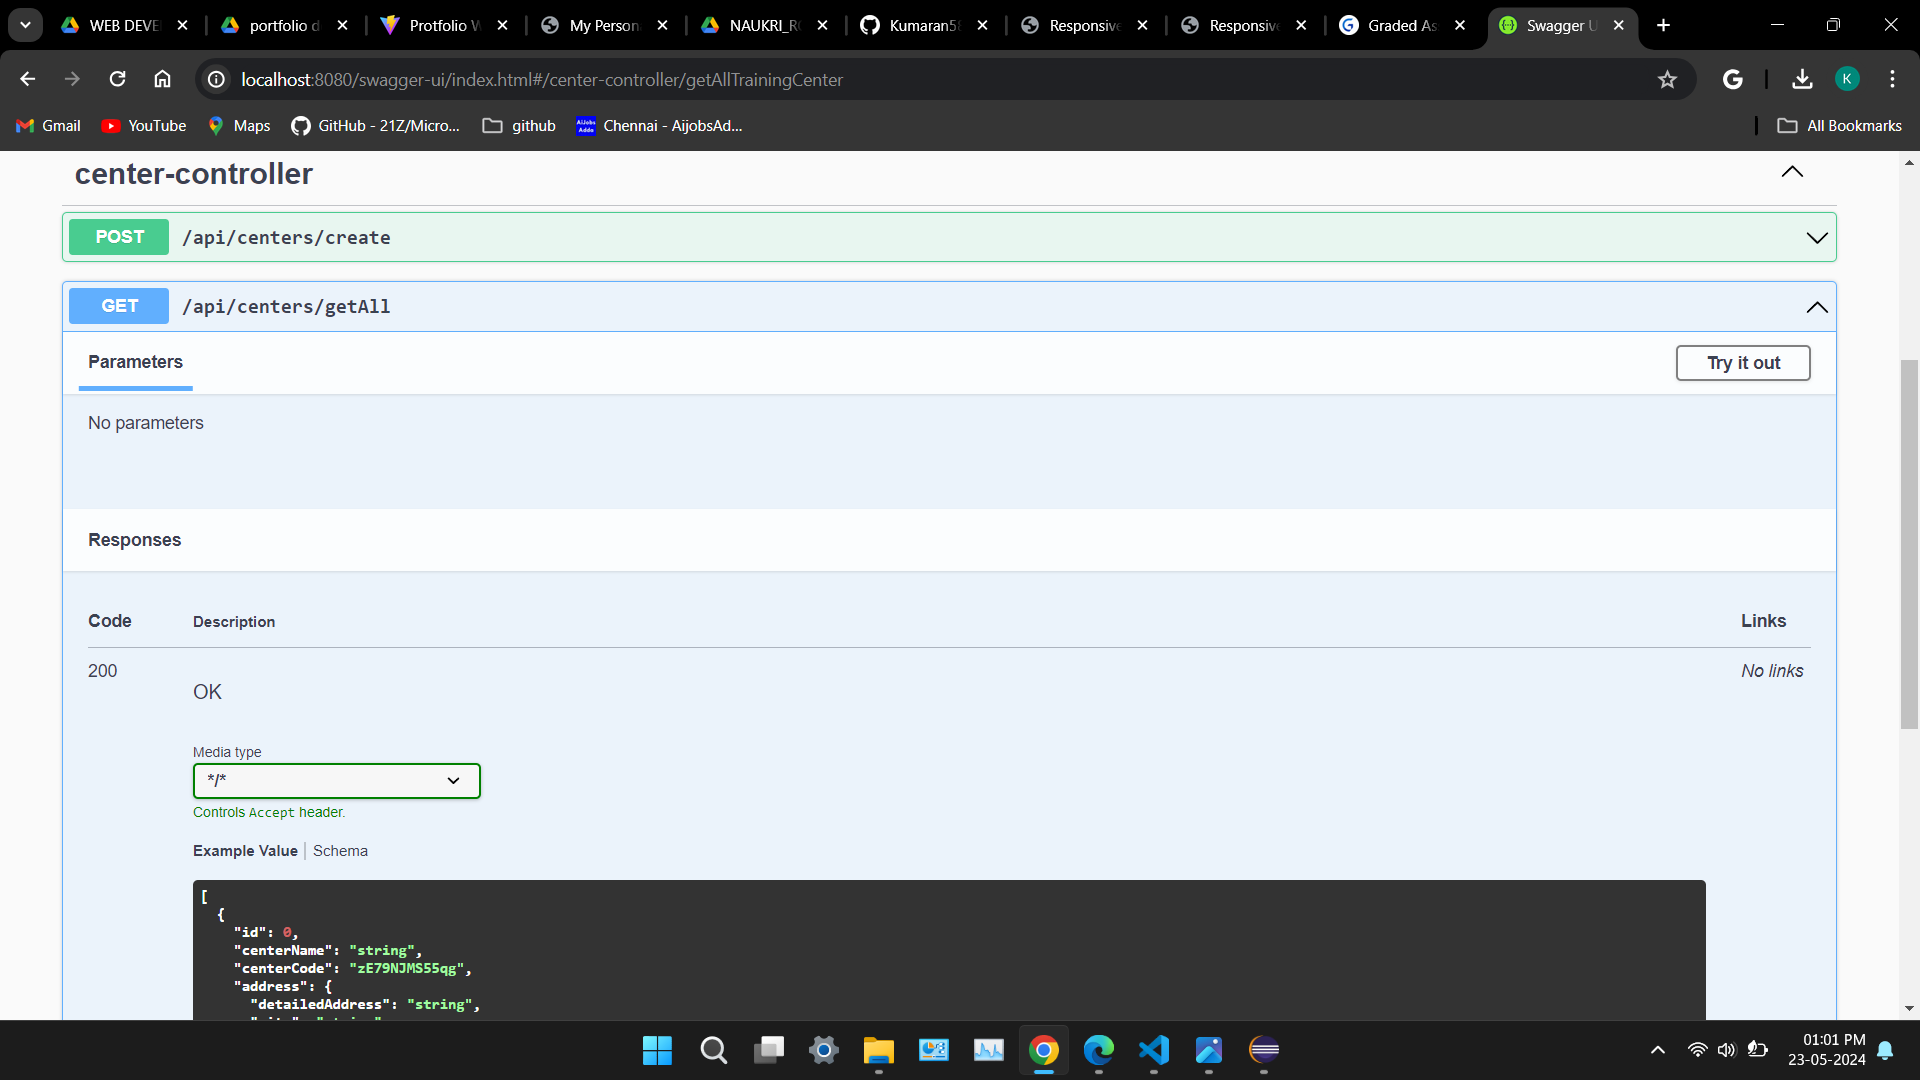 WEB DEVE
portfolio d
Protfolio W
My Person
NAUKRI_R
Kumaran5
Responsive
Responsive
Graded As
Swagger U
localhost:8080/swagger-ui/index.html#/center-controller/getAllTrainingCenter
G
K
Gmail
YouTube
Maps
GitHub - 21Z/Micro...
github
AiJobs Adda
Chennai - AijobsAd...
All Bookmarks
center-controller
POST /api/centers/create
GET /api/centers/getAll
Parameters
Try it out
No parameters
Responses
Code Description Links
200 No links
OK
Media type
*/*
Controls Accept header.
Example Value | Schema
[
{
"id": 0,
"centerName": "string",
"centerCode": "zE79NJMS55qg",
"address": {
"detailedAddress": "string",
01:01 PM
23-05-2024